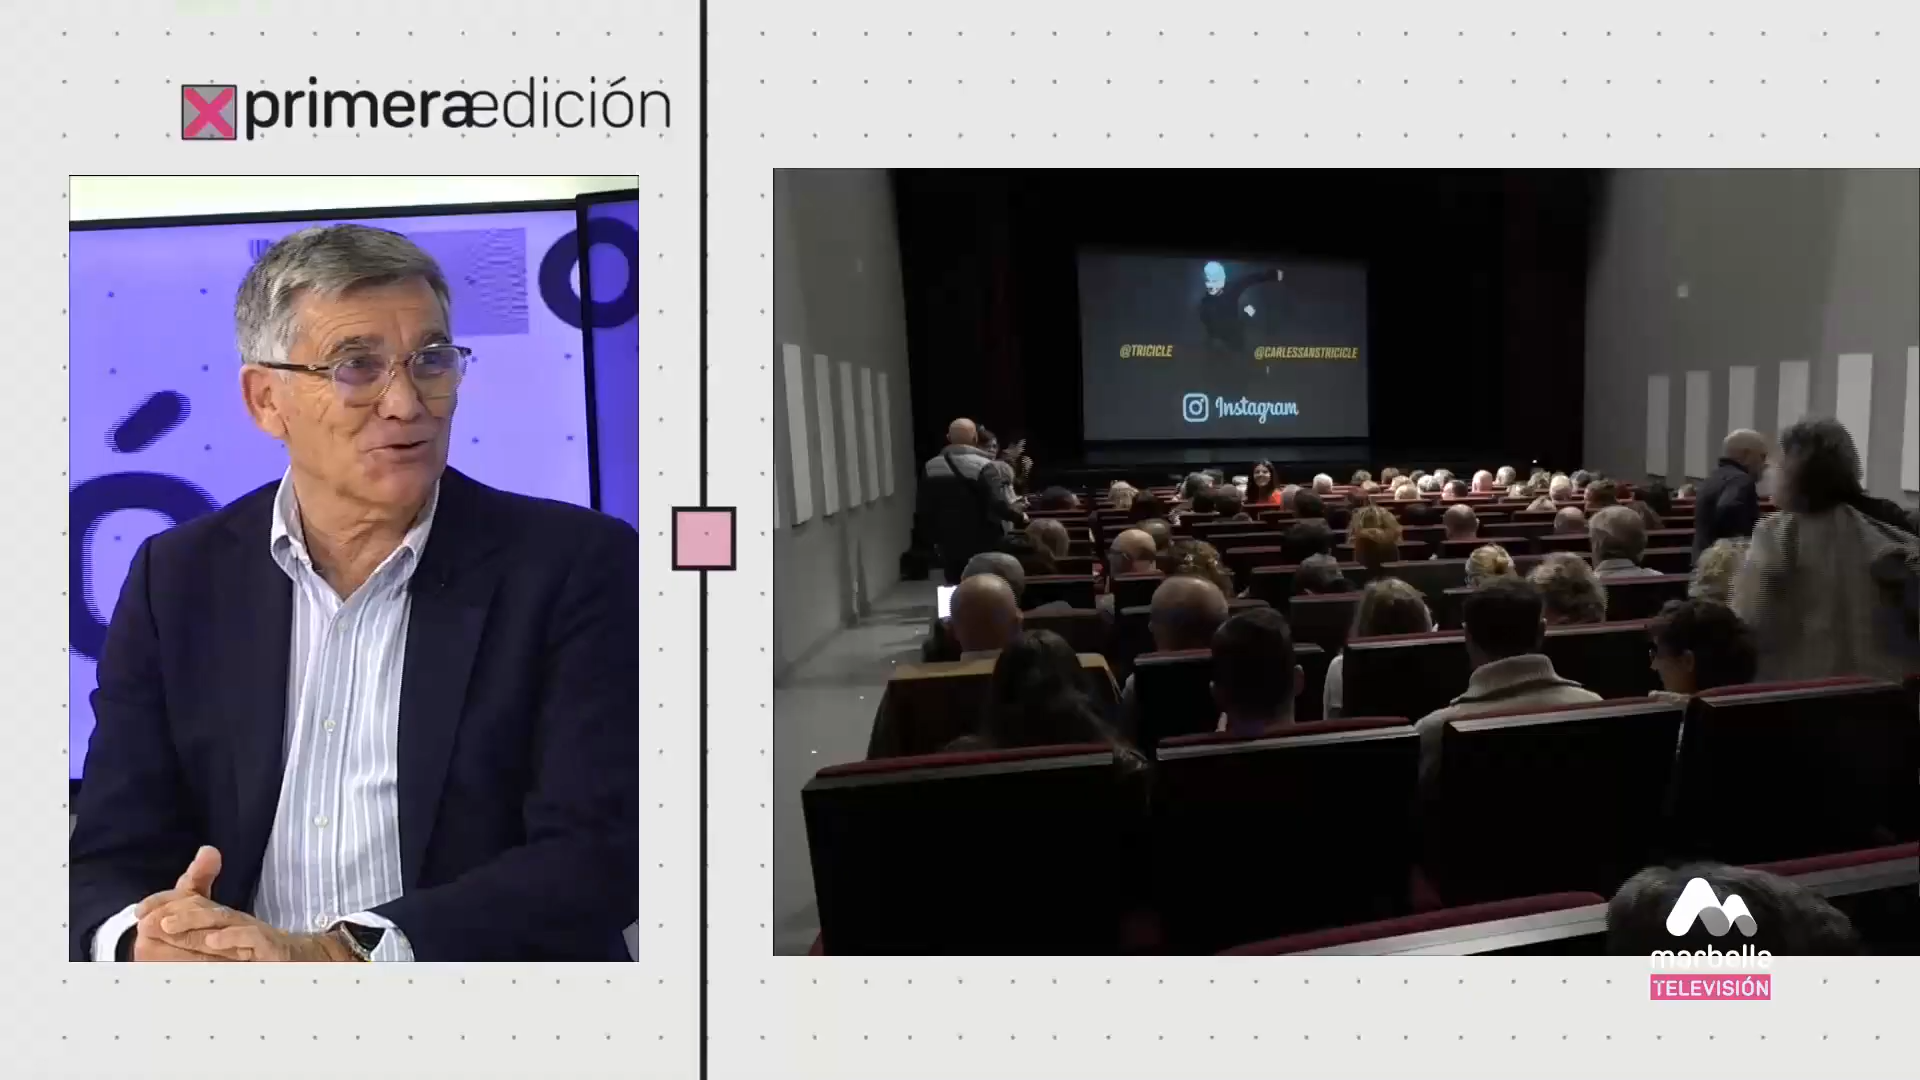 primeraedición
@TRICICLE
@CARLESSANSTRICICLE
Instagram
marbella
TELEVISIÓN